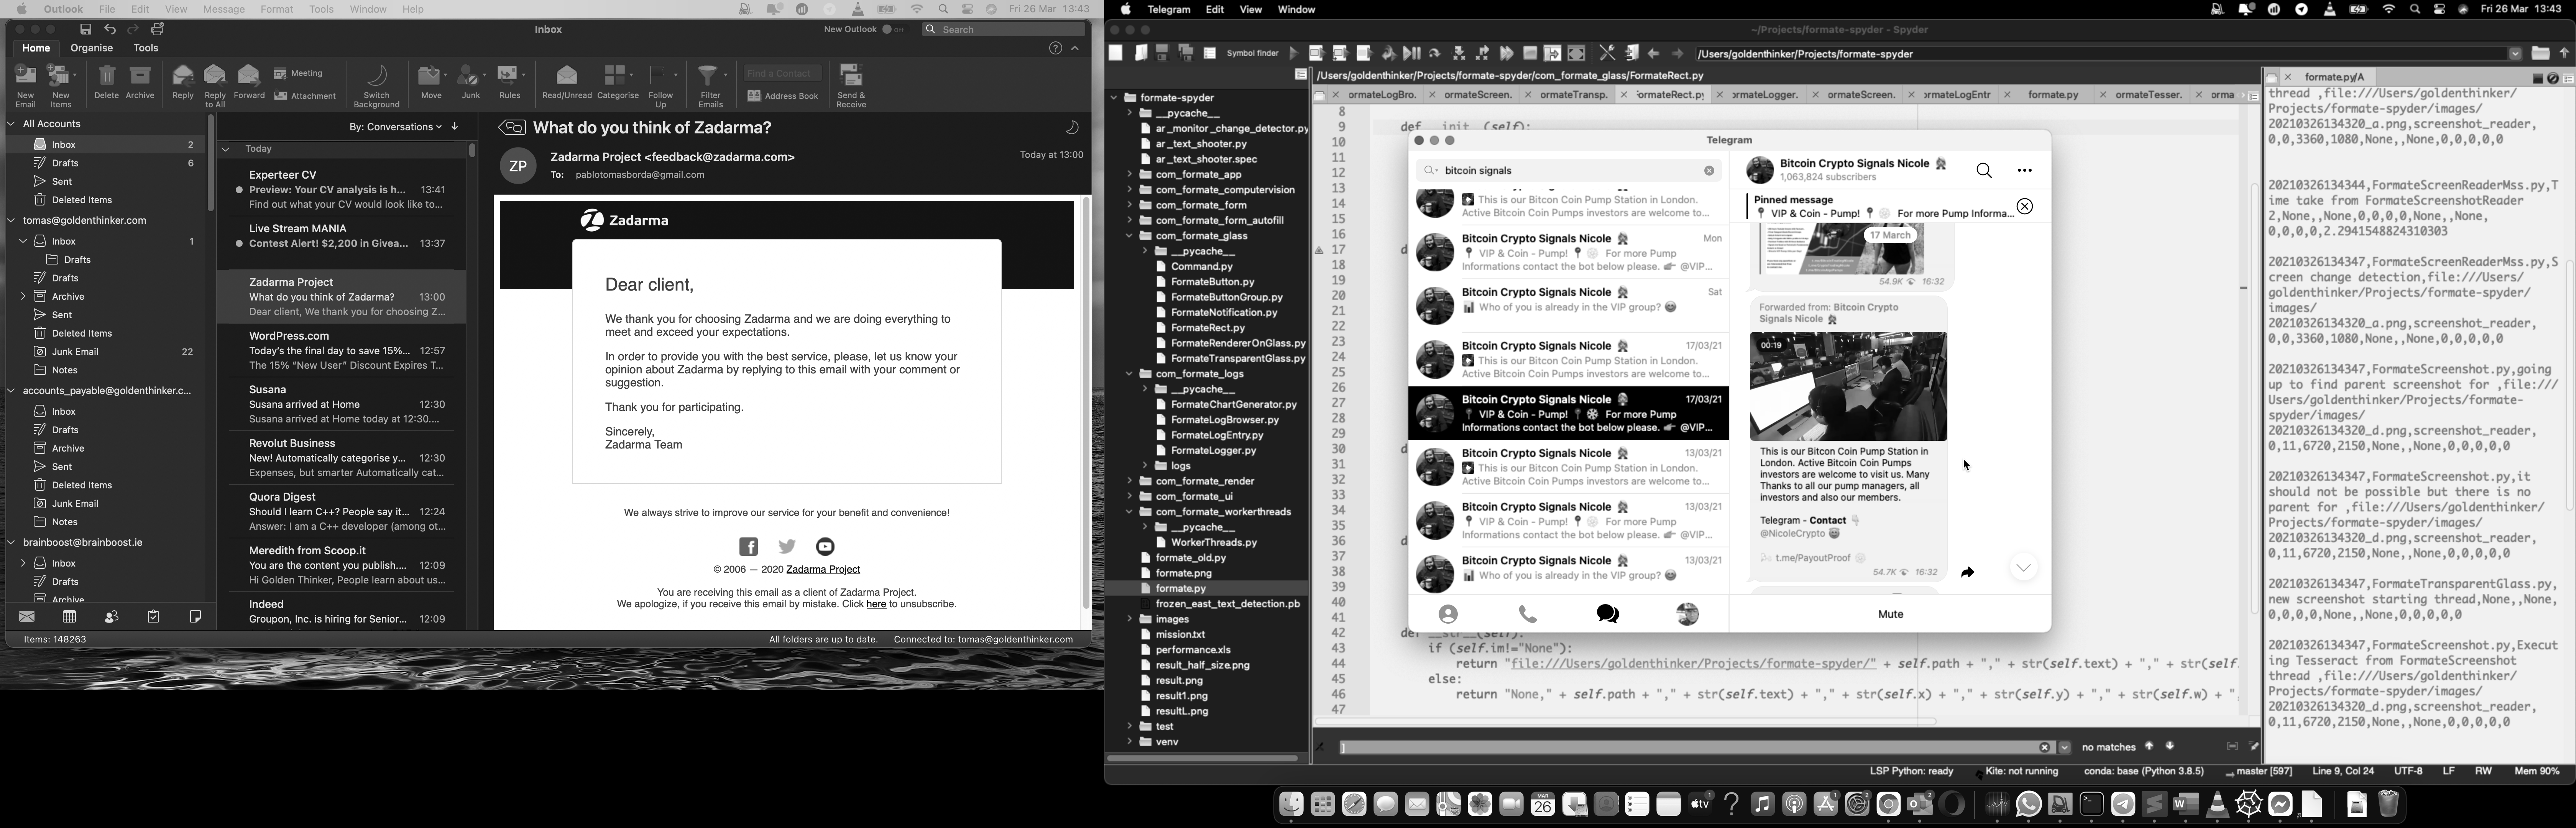 Outlook File Edit View Message Format Tools Window Help
Fri 26 Mar 13:43
Inbox
New Outlook
Search
Home Organise Tools
New Email
New Items
Delete
Archive
Reply
Reply to All
Forward
Meeting
Attachment
Switch Background
Move
Junk
Rules
Read/Unread
Categorise
Follow Up
Filter Emails
Find a Contact
Address Book
Send & Receive
All Accounts
Inbox 2
Drafts 6
Sent
Deleted Items
tomas@goldenthinker.com
Inbox 1
Drafts
Drafts
Archive
Sent
Deleted Items
Junk Email 22
Notes
accounts_payable@goldenthinker.c...
Inbox
Drafts
Archive
Sent
Deleted Items
Junk Email
Notes
brainboost@brainboost.ie
Inbox
Drafts
Archive
Items: 148263
By: Conversations
Today
Experteer CV
Preview: Your CV analysis is h... 13:41
Find out what your CV would look like to...
Live Stream MANIA
Contest Alert! $2,200 in Givea... 13:37
Zadarma Project
What do you think of Zadarma? 13:00
Dear client, We thank you for choosing Z...
WordPress.com
Today's the final day to save 15%... 12:57
The 15% "New User" Discount Expires T...
Susana
Susana arrived at Home 12:30
Susana arrived at Home today at 12:30....
Revolut Business
New! Automatically categorise y... 12:30
Expenses, but smarter Automatically cat...
Quora Digest
Should I learn C++? People say it... 12:24
Answer: I am a C++ developer (among ot...
Meredith from Scoop.it
You are the content you publish.... 12:09
Hi Golden Thinker, People learn about us...
Indeed
Groupon, Inc. is hiring for Senior... 12:09
What do you think of Zadarma?
ZP
Zadarma Project <feedback@zadarma.com>
Today at 13:00
To: pablotomasborda@gmail.com
Zadarma
Dear client,
We thank you for choosing Zadarma and we are doing everything to
meet and exceed your expectations.
In order to provide you with the best service, please, let us know your
opinion about Zadarma by replying to this email with your comment or
suggestion.
Thank you for participating.
Sincerely,
Zadarma Team
We always strive to improve our service for your benefit and convenience!
© 2006 — 2020 Zadarma Project
You are receiving this email as a client of Zadarma Project.
We apologize, if you receive this email by mistake. Click here to unsubscribe.
All folders are up to date. Connected to: tomas@goldenthinker.com
Telegram Edit View Window
Fri 26 Mar 13:43
~/Projects/formate-spyder - Spyder
Symbol finder
/Users/goldenthinker/Projects/formate-spyder
/Users/goldenthinker/Projects/formate-spyder/com_formate_glass/FormateRect.py
ormateLogBro. ormateScreen. ormateTransp. ormateRect.py ormateLogger. ormateScreen. ormateLogEntr formate.py ormateTesser. orma
formate-spyder
__pycache__
ar_monitor_change_detector.py
ar_text_shooter.py
ar_text_shooter.spec
com_formate_app
com_formate_computervision
com_formate_form
com_formate_form_autofill
com_formate_glass
__pycache__
Command.py
FormateButton.py
FormateButtonGroup.py
FormateNotification.py
FormateRect.py
FormateRendererOnGlass.py
FormateTransparentGlass.py
com_formate_logs
__pycache__
FormateChartGenerator.py
FormateLogBrowser.py
FormateLogEntry.py
FormateLogger.py
logs
com_formate_render
com_formate_ui
com_formate_workerthreads
__pycache__
WorkerThreads.py
formate_old.py
formate.png
formate.py
frozen_east_text_detection.pb
images
mission.txt
performance.xls
result_half_size.png
result.png
result1.png
resultL.png
test
venv
8
9 def __init__(self):
10
11
12
13
14
15
16
17
18
19
20
21
22
23
24
25
26
27
28
29
30
31
32
33
34
35
36
37
38
39
40
41
42 def __str__(self):
43 if (self.im!="None"):
44 return "file:///Users/goldenthinker/Projects/formate-spyder/" + self.path + "," + str(self.text) + "," + str(self.
45 else:
46 return "None," + self.path + "," + str(self.text) + "," + str(self.x) + "," + str(self.y) + "," + str(self.w) + ",
47
Telegram
bitcoin signals
This is our Bitcon Coin Pump Station in London.
Active Bitcoin Coin Pumps investors are welcome to...
Bitcoin Crypto Signals Nicole Mon
VIP & Coin - Pump! For more Pump
Informations contact the bot below please. @VIP...
Bitcoin Crypto Signals Nicole Sat
Who of you is already in the VIP group?
Bitcoin Crypto Signals Nicole 17/03/21
This is our Bitcon Coin Pump Station in London.
Active Bitcoin Coin Pumps investors are welcome to...
Bitcoin Crypto Signals Nicole 17/03/21
VIP & Coin - Pump! For more Pump
Informations contact the bot below please. @VIP...
Bitcoin Crypto Signals Nicole 13/03/21
This is our Bitcon Coin Pump Station in London.
Active Bitcoin Coin Pumps investors are welcome to...
Bitcoin Crypto Signals Nicole 13/03/21
VIP & Coin - Pump! For more Pump
Informations contact the bot below please. @VIP...
Bitcoin Crypto Signals Nicole 13/03/21
Who of you is already in the VIP group?
Bitcoin Crypto Signals Nicole
1,063,824 subscribers
Pinned message
VIP & Coin - Pump! For more Pump Informa...
17 March
54.9K 16:32
Forwarded from: Bitcoin Crypto
Signals Nicole
00:19
This is our Bitcon Coin Pump Station in
London. Active Bitcoin Coin Pumps
investors are welcome to visit us. Many
Thanks to all our pump managers, all
investors and also our members.
Telegram - Contact
@NicoleCrypto
t.me/PayoutProof
54.7K 16:32
Mute
formate.py/A
thread ,file:///Users/goldenthinker/
Projects/formate-spyder/images/
20210326134320_a.png,screenshot_reader,
0,0,3360,1080,None,,None,0,0,0,0,0
20210326134344,FormateScreenReaderMss.py,T
ime take from FormateScreenshotReader
2,None,,None,0,0,0,0,None,,None,
0,0,0,0,2.2941548824310303
20210326134347,FormateScreenReaderMss.py,S
creen change detection,file:///Users/
goldenthinker/Projects/formate-spyder/
images/
20210326134320_a.png,screenshot_reader,
0,0,3360,1080,None,,None,0,0,0,0,0
20210326134347,FormateScreenshot.py,going
up to find parent screenshot for ,file:///
Users/goldenthinker/Projects/formate-
spyder/images/
20210326134320_d.png,screenshot_reader,
0,11,6720,2150,None,,None,0,0,0,0,0
20210326134347,FormateScreenshot.py,it
should not be possible but there is no
parent for ,file:///Users/goldenthinker/
Projects/formate-spyder/images/
20210326134320_d.png,screenshot_reader,
0,11,6720,2150,None,,None,0,0,0,0,0
20210326134347,FormateTransparentGlass.py,
new screenshot starting thread,None,,None,
0,0,0,0,None,,None,0,0,0,0,0
20210326134347,FormateScreenshot.py,Execut
ing Tesseract from FormateScreenshot
thread ,file:///Users/goldenthinker/
Projects/formate-spyder/images/
20210326134320_d.png,screenshot_reader,
0,11,6720,2150,None,,None,0,0,0,0,0
no matches
LSP Python: ready Kite: not running conda: base (Python 3.8.5) master [597] Line 9, Col 24 UTF-8 LF RW Mem 90%
MAR
26
tv